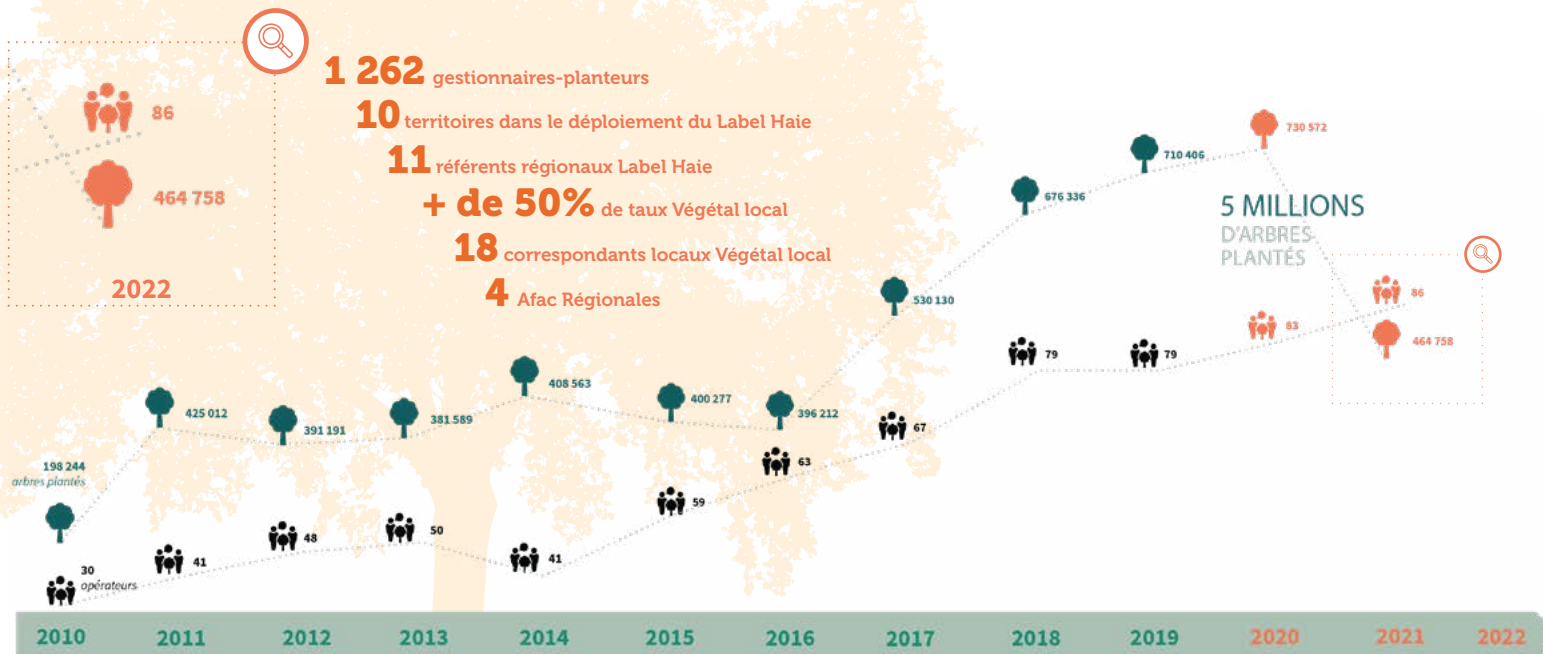 86
464 758
2022
1 262 gestionnaires-planteurs
10 territoires dans le déploiement du Label Haie
11 référents régionaux Label Haie
+ de 50% de taux Végétal local
18 correspondants locaux Végétal local
4 Afac Régionales
198 244
arbres plantés
425 012
391 191
381 589
408 563
400 277
396 212
530 130
676 336
710 406
730 572
5 MILLIONS
D'ARBRES
PLANTÉS
86
464 758
30
opérateurs
41
48
50
41
59
63
67
79
79
83
2010 2011 2012 2013 2014 2015 2016 2017 2018 2019 2020 2021 2022